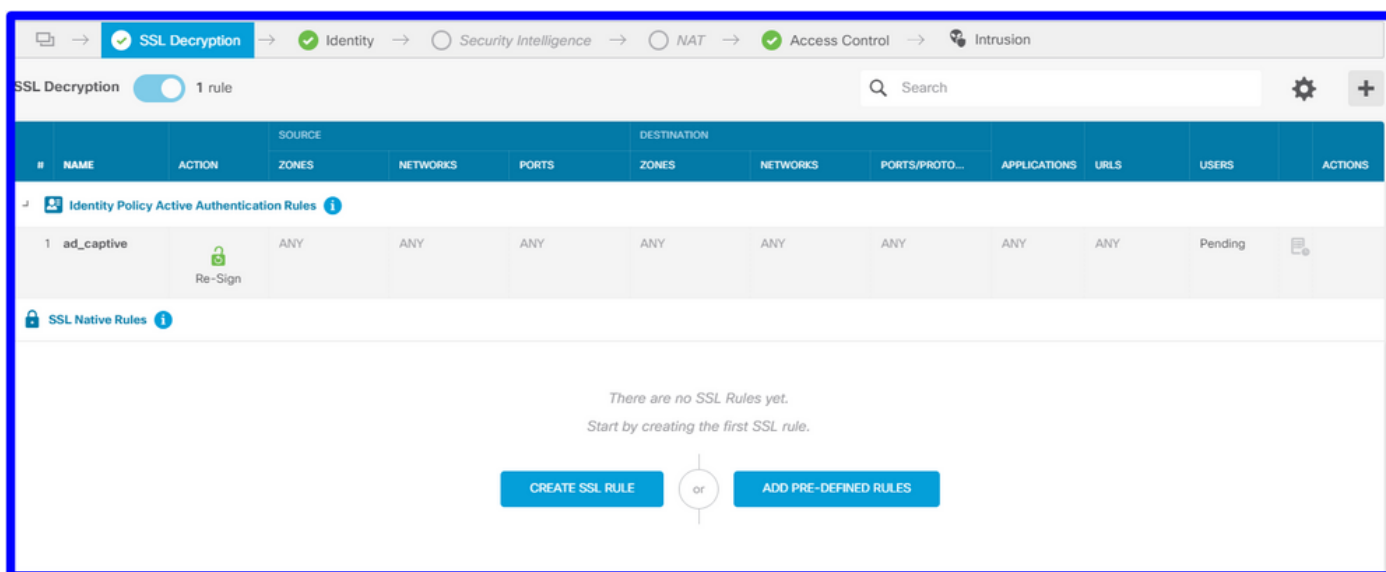 SSL Decryption → Identity → Security Intelligence → NAT → Access Control → Intrusion
SSL Decryption 1 rule Search
SOURCE DESTINATION
# NAME ACTION ZONES NETWORKS PORTS ZONES NETWORKS PORTS/PROTO... APPLICATIONS URLS USERS ACTIONS
Identity Policy Active Authentication Rules
1 ad_captive Re-Sign ANY ANY ANY ANY ANY ANY ANY ANY Pending
SSL Native Rules
There are no SSL Rules yet.
Start by creating the first SSL rule.
CREATE SSL RULE or ADD PRE-DEFINED RULES